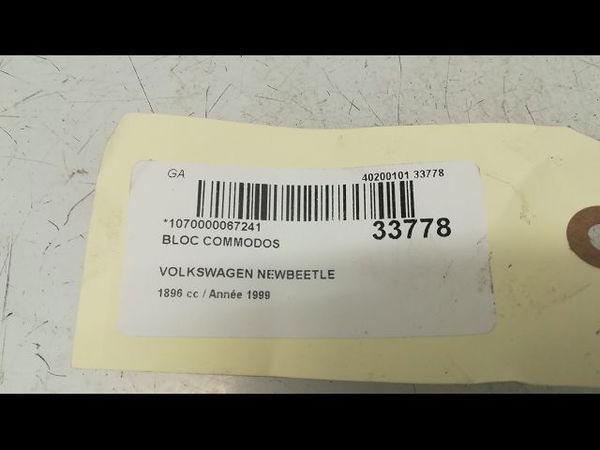 GA 40200101 33778
*1070000067241 33778
BLOC COMMODOS
VOLKSWAGEN NEWBEETLE
1896 cc / Année 1999